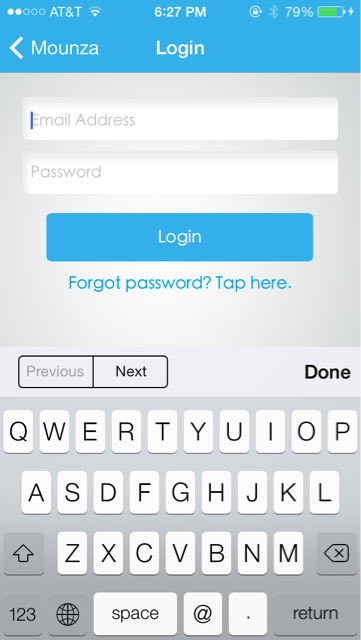 AT&T 6:27 PM 79%
Mounza Login
Email Address
Password
Login
Forgot password? Tap here.
Previous Next Done
Q W E R T Y U I O P
A S D F G H J K L
Z X C V B N M
123 space @ . return